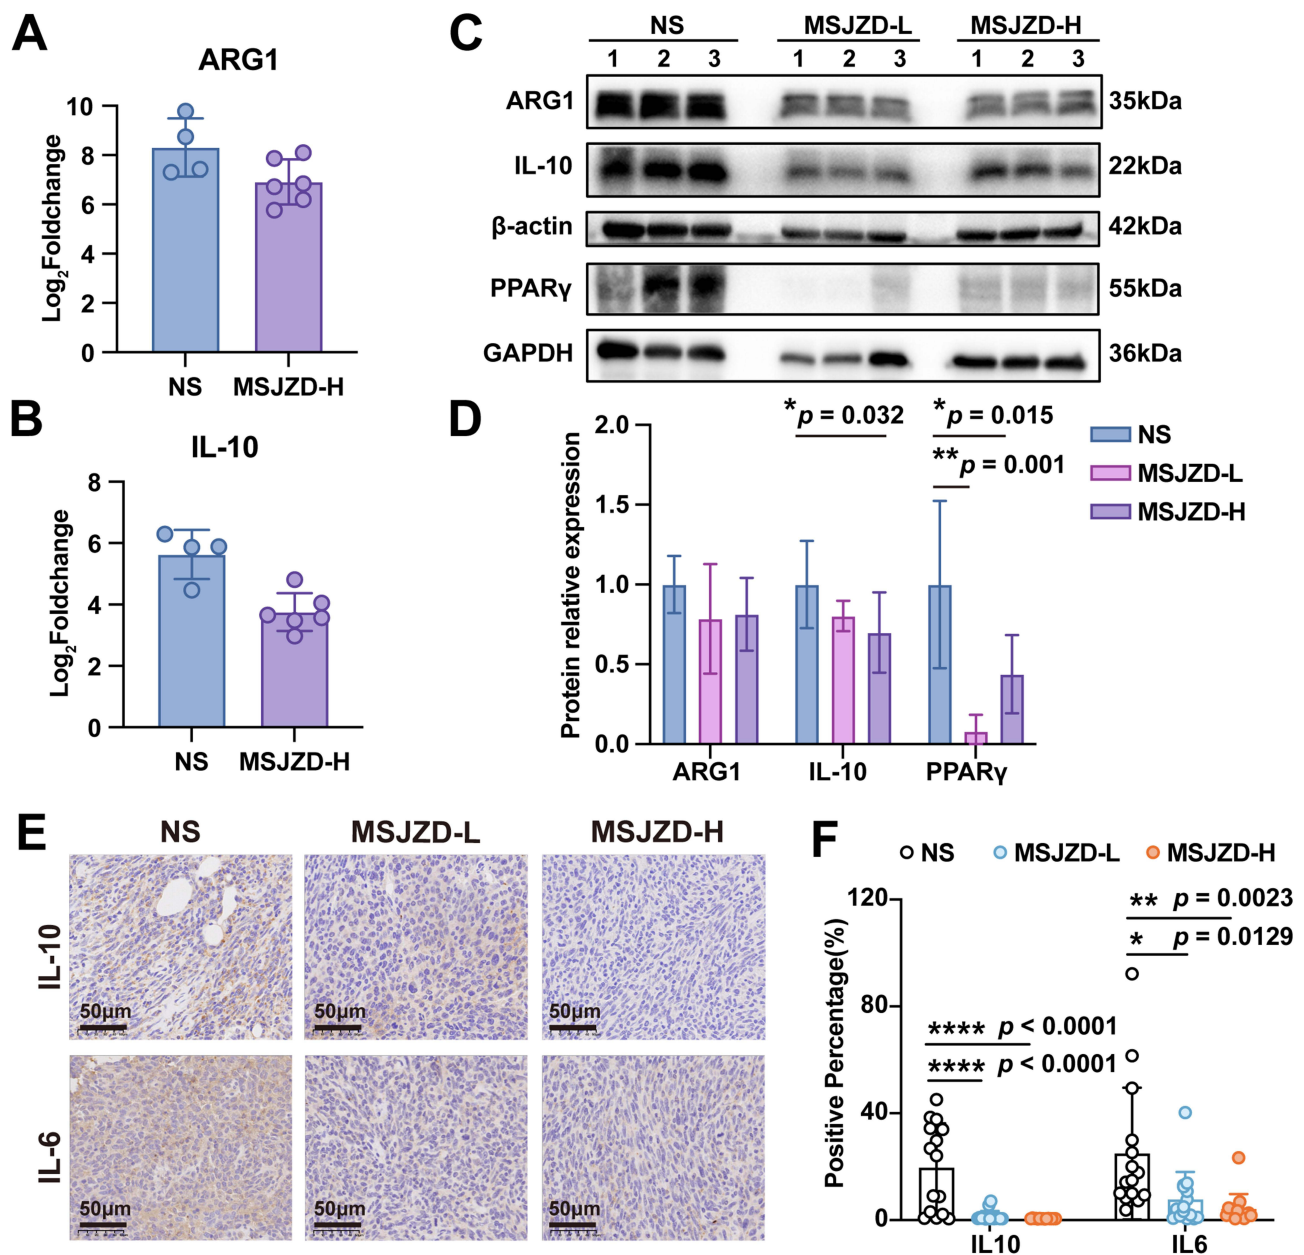 A
ARG1
Log2Foldchange
10
8
6
4
2
0
NS MSJZD-H
B
IL-10
Log2Foldchange
8
6
4
2
0
NS MSJZD-H
C
NS MSJZD-L MSJZD-H
1 2 3 1 2 3 1 2 3
ARG1 35kDa
IL-10 22kDa
β-actin 42kDa
PPARγ 55kDa
GAPDH 36kDa
D
Protein relative expression
2.0
1.5
1.0
0.5
0.0
*p = 0.032
*p = 0.015
**p = 0.001
NS
MSJZD-L
MSJZD-H
ARG1 IL-10 PPARγ
E
NS MSJZD-L MSJZD-H
IL-10
50μm 50μm 50μm
IL-6
50μm 50μm 50μm
F
NS MSJZD-L MSJZD-H
Positive Percentage(%)
120
80
40
0
** p = 0.0023
* p = 0.0129
**** p < 0.0001
**** p < 0.0001
IL10 IL6